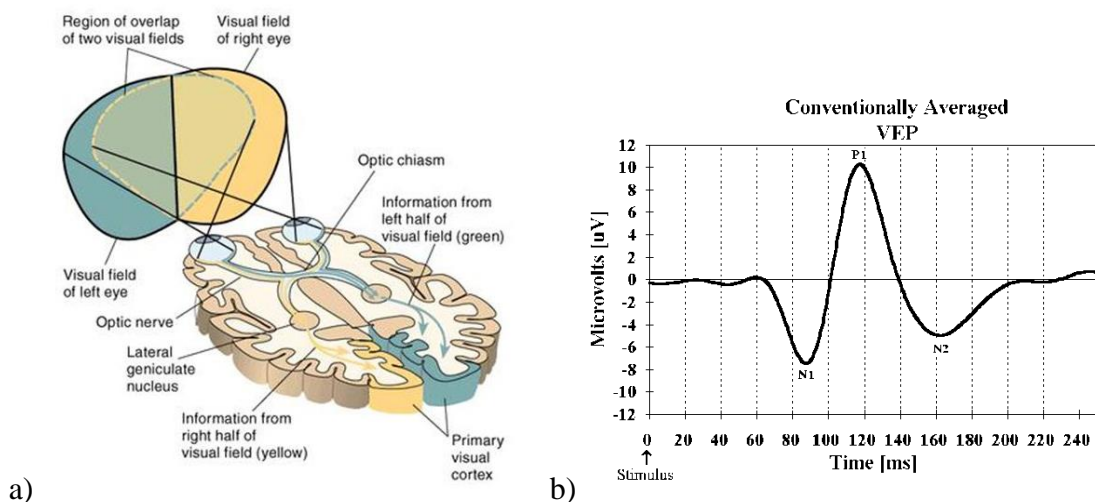 Region of overlap
of two visual fields
Visual field
of right eye
Optic chiasm
Information from
left half of
visual field (green)
Visual field
of left eye
Optic nerve
Lateral
geniculate
nucleus
Information from
right half of
visual field (yellow)
Primary
visual
cortex
a)
Conventionally Averaged
VEP
Microvolts [uV]
12
10
8
6
4
2
0
-2
-4
-6
-8
-10
-12
P1
N1
N2
0 20 40 60 80 100 120 140 160 180 200 220 240
Time [ms]
Stimulus
b)